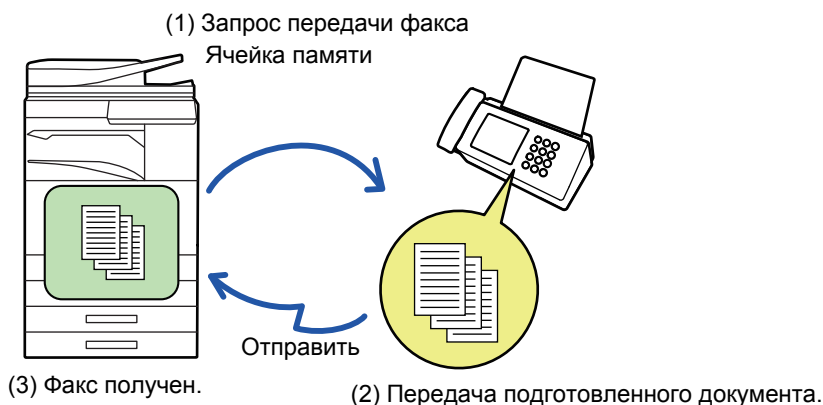 (1) Запрос передачи факса
Ячейка памяти
Отправить
(3) Факс получен.
(2) Передача подготовленного документа.